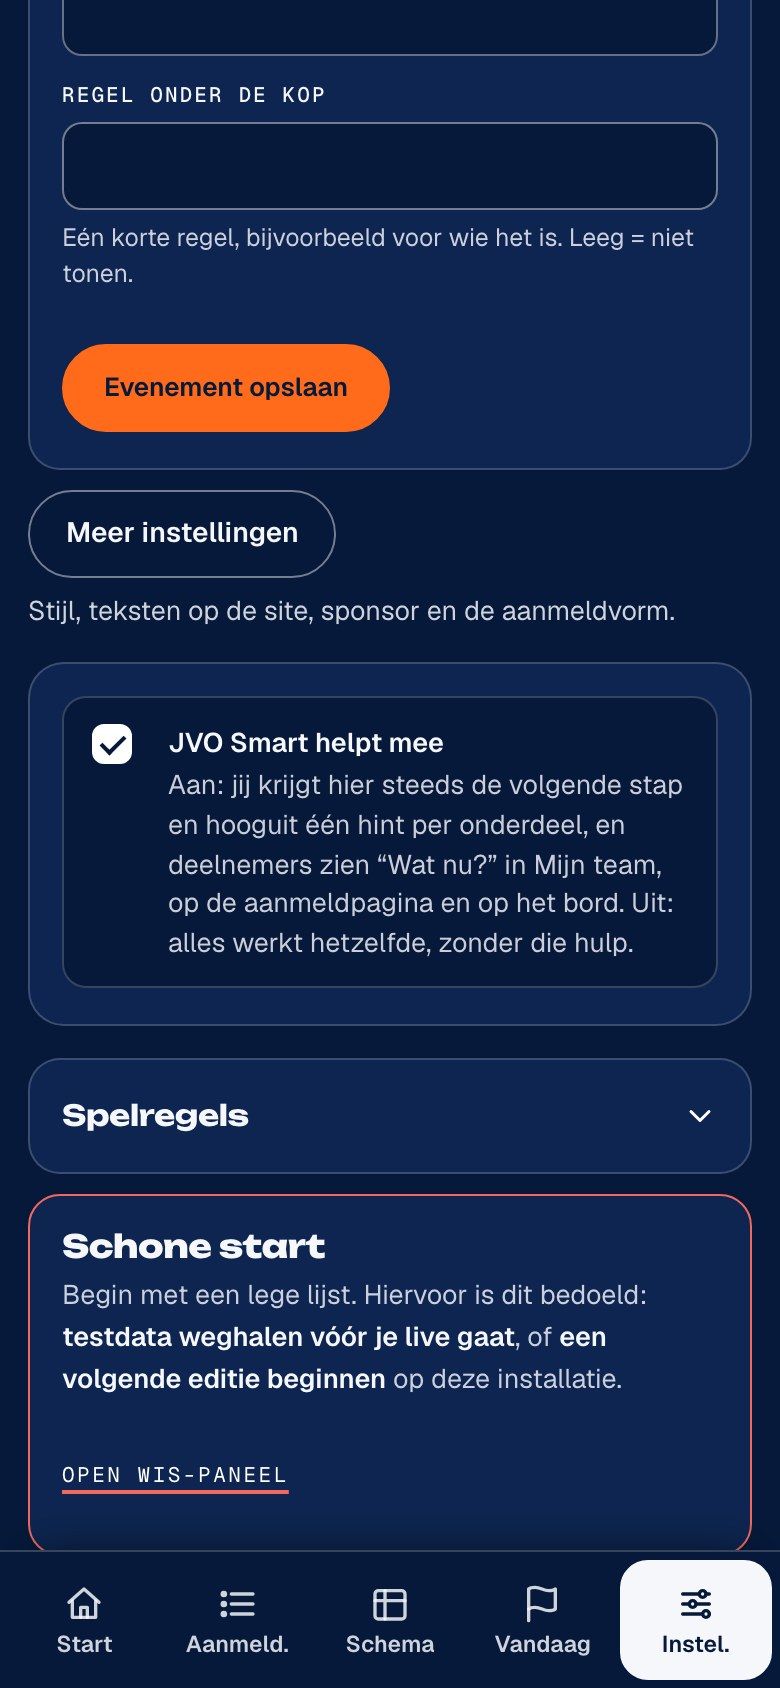 REGEL ONDER DE KOP
Eén korte regel, bijvoorbeeld voor wie het is. Leeg = niet
tonen.
Evenement opslaan
Meer instellingen
Stijl, teksten op de site, sponsor en de aanmeldvorm.
JVO Smart helpt mee
Aan: jij krijgt hier steeds de volgende stap
en hooguit één hint per onderdeel, en
deelnemers zien “Wat nu?” in Mijn team,
op de aanmeldpagina en op het bord. Uit:
alles werkt hetzelfde, zonder die hulp.
Spelregels
Schone start
Begin met een lege lijst. Hiervoor is dit bedoeld:
testdata weghalen vóór je live gaat, of een
volgende editie beginnen op deze installatie.
OPEN WIS-PANEEL
Start
Aanmeld.
Schema
Vandaag
Instel.